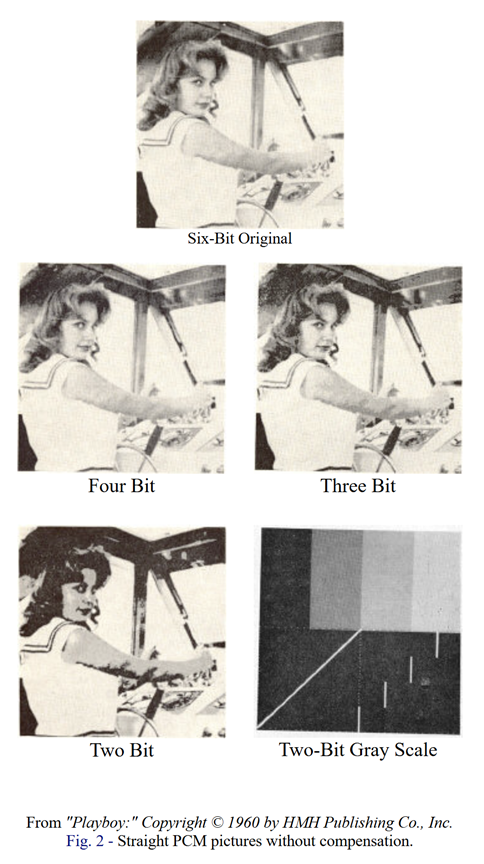 Six-Bit Original
Four Bit
Three Bit
Two Bit
Two-Bit Gray Scale
From "Playboy:" Copyright © 1960 by HMH Publishing Co., Inc.
Fig. 2 - Straight PCM pictures without compensation.